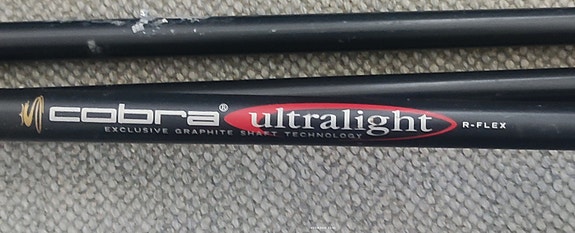 cobra® ultralight R-FLEX
EXCLUSIVE GRAPHITE SHAFT TECHNOLOGY